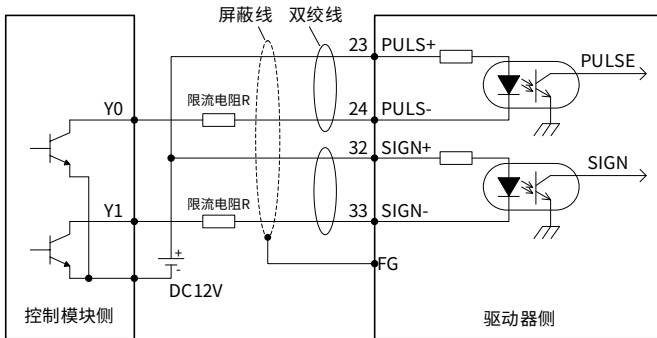 屏蔽线 双绞线
23 PULS+
PULSE
Y0 限流电阻R 24 PULS-
32 SIGN+
SIGN
Y1 限流电阻R 33 SIGN-
+
-
FG
DC12V
控制模块侧 驱动器侧